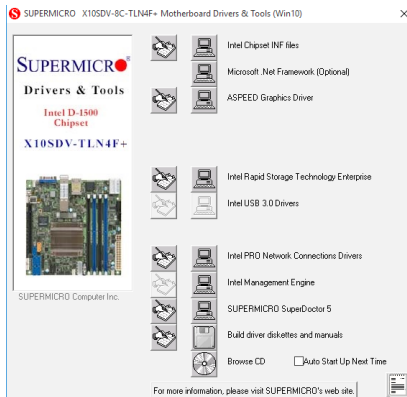 SUPERMICRO X10SDV-8C-TLN4F+ Motherboard Drivers & Tools (Win10)
SUPERMICRO
Drivers & Tools
Intel D-1500
Chipset
X10SDV-TLN4F+
SUPERMICRO Computer Inc.
Intel Chipset INF files
Microsoft .Net Framework (Optional)
ASPEED Graphics Driver
Intel Rapid Storage Technology Enterprise
Intel USB 3.0 Drivers
Intel PRO Network Connections Drivers
Intel Management Engine
SUPERMICRO SuperDoctor 5
Build driver diskettes and manuals
Browse CD
Auto Start Up Next Time
For more information, please visit SUPERMICRO's web site.